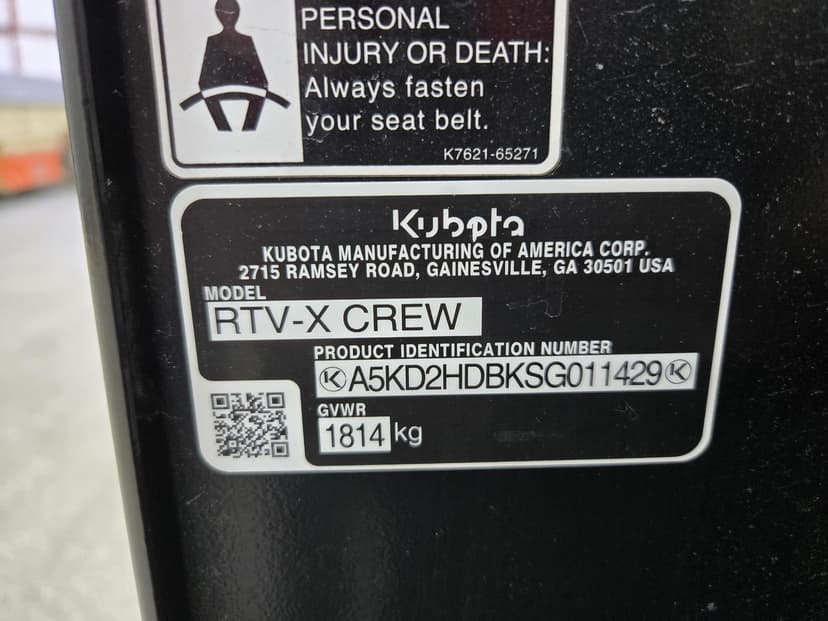 PERSONAL
INJURY OR DEATH:
Always fasten
your seat belt.
K7621-65271
Kubota
KUBOTA MANUFACTURING OF AMERICA CORP.
2715 RAMSEY ROAD, GAINESVILLE, GA 30501 USA
MODEL
RTV-X CREW
PRODUCT IDENTIFICATION NUMBER
A5KD2HDBKSG011429
GVWR
1814 kg